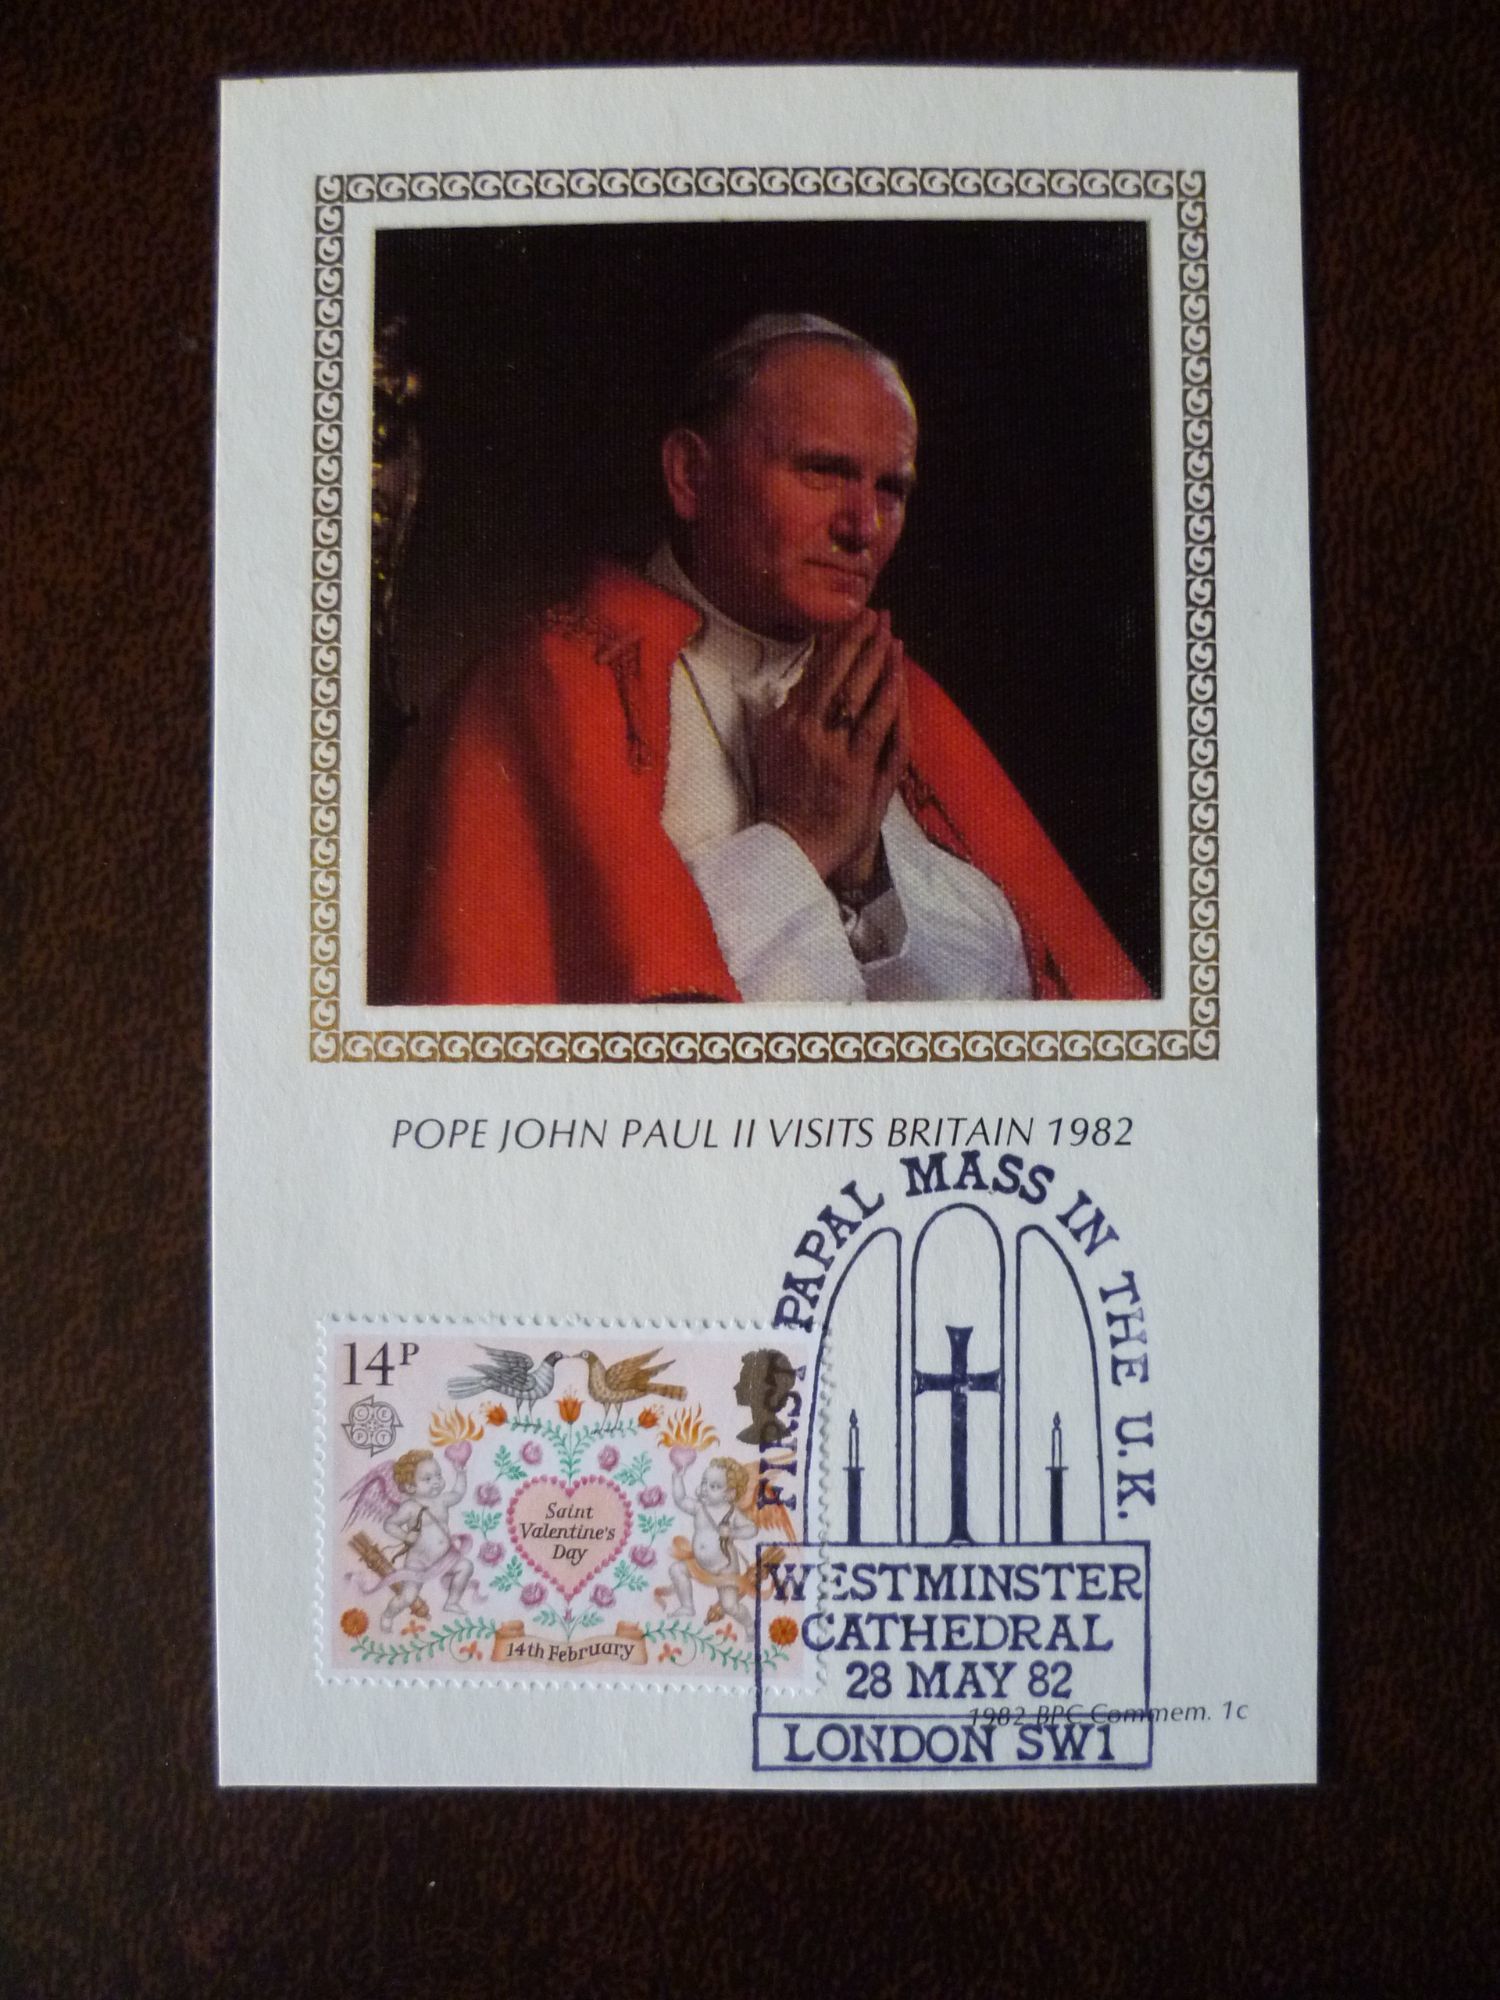 POPE JOHN PAUL II VISITS BRITAIN 1982
FIRST PAPAL MASS IN THE U.K.
14P
CEPT
Saint
Valentine's
Day
14th February
WESTMINSTER
CATHEDRAL
28 MAY 82
1982 BPC Commem. 1c
LONDON SW1